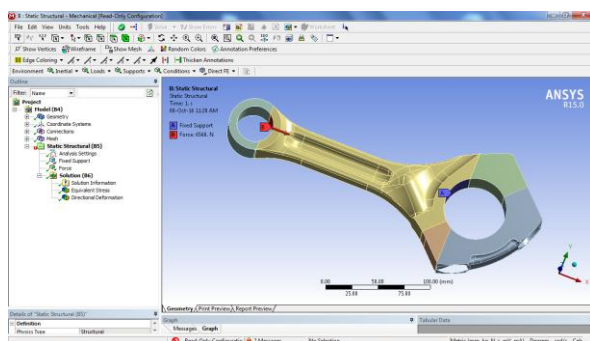 B : Static Structural - Mechanical [Read-Only Configuration]
File Edit View Units Tools Help
Solve Worksheet
Show Vertices Wireframe Show Mesh Random Colors Annotation Preferences
Edge Coloring Thicken Annotations
Environment Inertial Loads Supports Conditions Direct FE
Outline
Filter: Name
Project
Model (B4)
Geometry
Coordinate Systems
Connections
Mesh
Static Structural (B5)
Analysis Settings
Fixed Support
Force
Solution (B6)
Solution Information
Equivalent Stress
Directional Deformation
B: Static Structural
Static Structural
Time: 1. s
A Fixed Support
B
ANSYS
R15.0
B
A
Y
X
0.00 50.00 100.00 (mm)
25.00 75.00
Geometry Print Preview Report Preview
Details of "Static Structural (B5)"
Definition
Physics Type Structural
Graph
Tabular Data
Messages Graph
No Selection